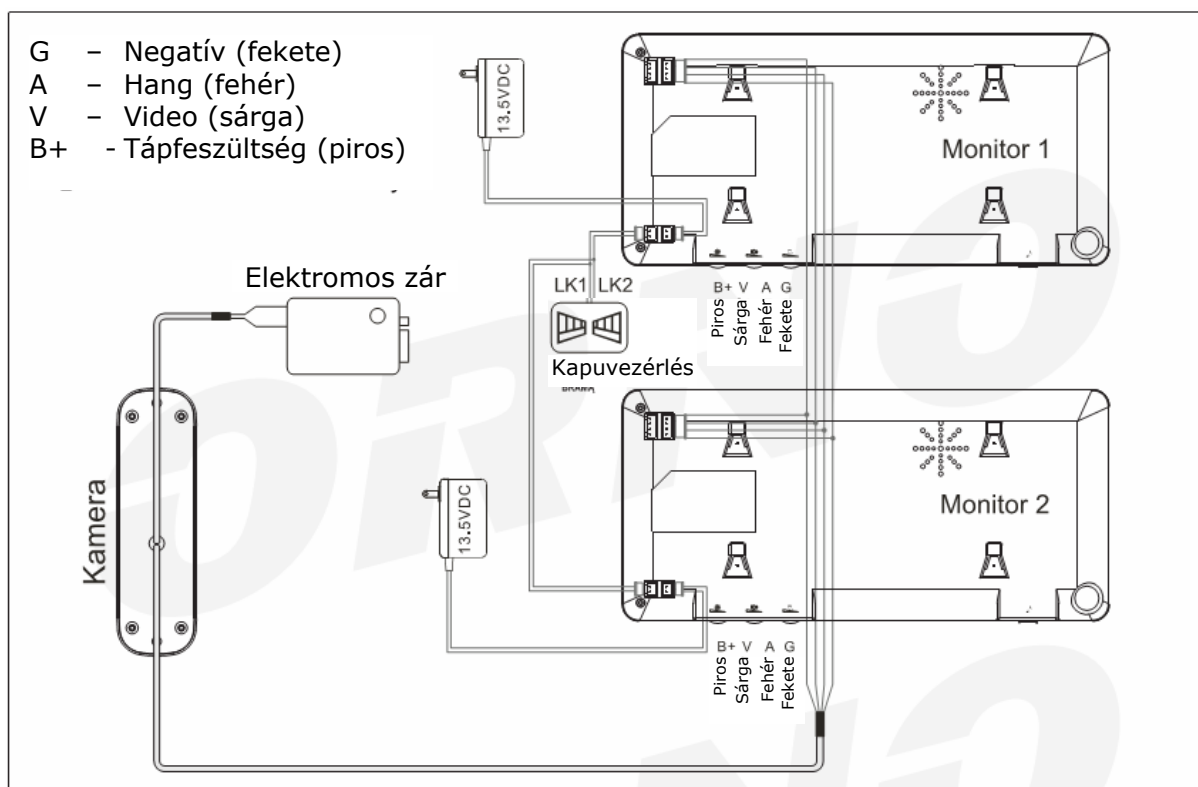 G – Negatív (fekete)
A – Hang (fehér)
V – Video (sárga)
B+ - Tápfeszültség (piros)
13.5VDC
Monitor 1
Elektromos zár
LK1 LK2
Kapuvezérlés
B+ V A G
Piros
Sárga
Fehér
Fekete
Kamera
13.5VDC
Monitor 2
B+ V A G
Piros
Sárga
Fehér
Fekete
ORNO